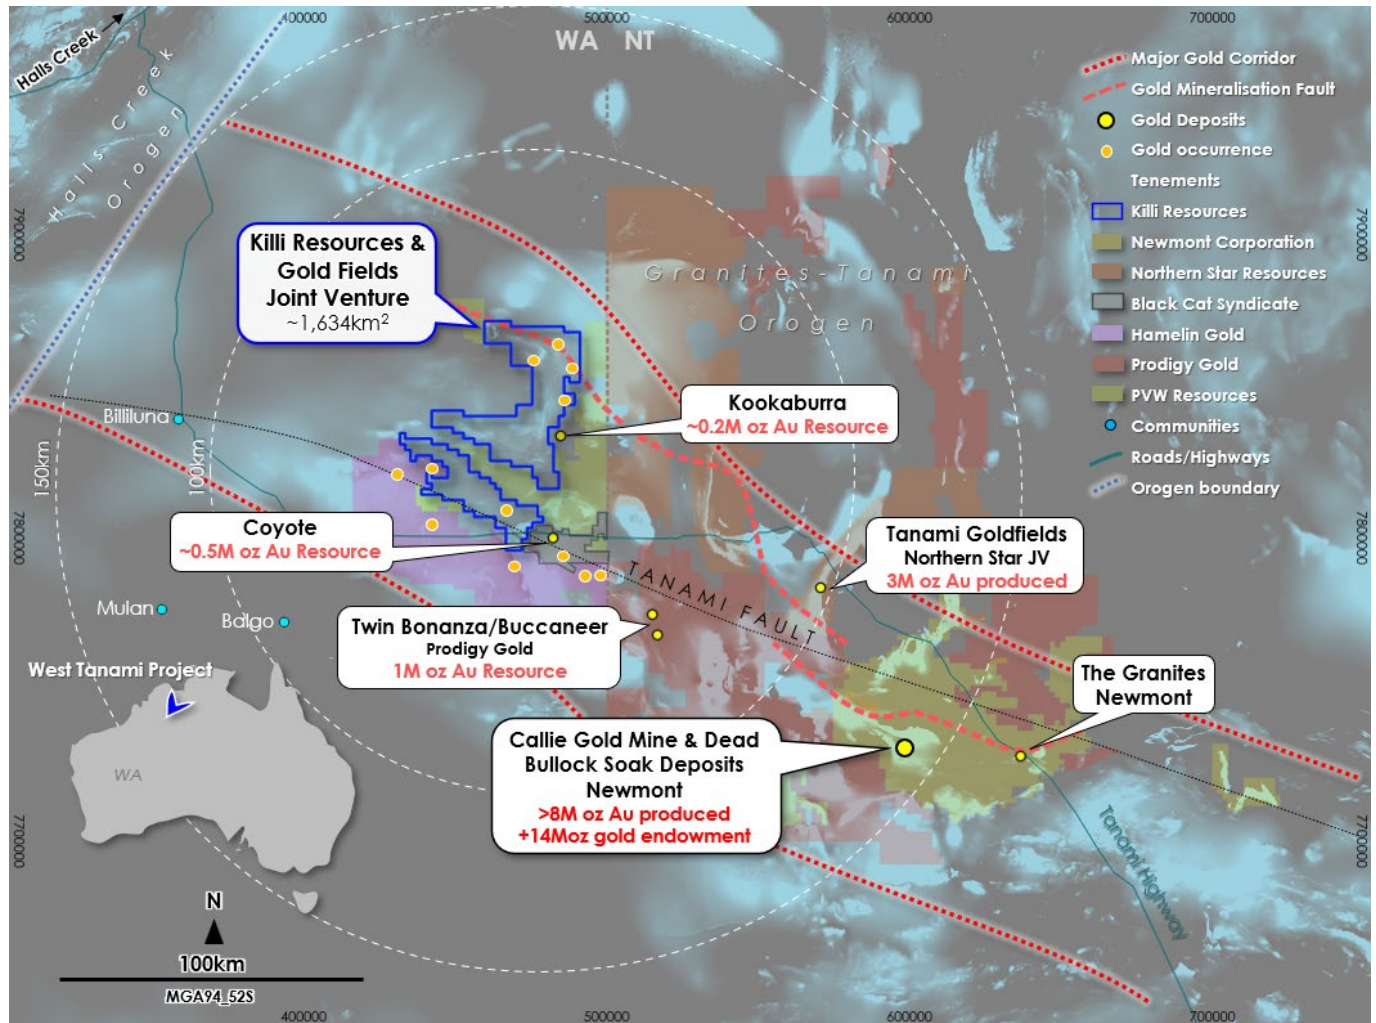 400000
500000
600000
700000
WA NT
Halls Creek
Halls Creek
Orogen
Major Gold Corridor
Gold Mineralisation Fault
Gold Deposits
Gold occurrence
Tenements
Killi Resources
Newmont Corporation
Northern Star Resources
Black Cat Syndicate
Hamelin Gold
Prodigy Gold
PVW Resources
Communities
Roads/Highways
Orogen boundary
7900000
7900000
Killi Resources &
Gold Fields
Joint Venture
~1,634km²
Granites-Tanami
Orogen
Kookaburra
~0.2M oz Au Resource
Billiluna
150km
100km
7800000
7800000
Coyote
~0.5M oz Au Resource
Tanami Goldfields
Northern Star JV
3M oz Au produced
TANAMI FAULT
Mulan
Balgo
Twin Bonanza/Buccaneer
Prodigy Gold
1M oz Au Resource
West Tanami Project
WA
The Granites
Newmont
Callie Gold Mine & Dead
Bullock Soak Deposits
Newmont
>8M oz Au produced
+14Moz gold endowment
7700000
7700000
Tanami Highway
N
100km
MGA94_52S
400000
500000
600000
700000